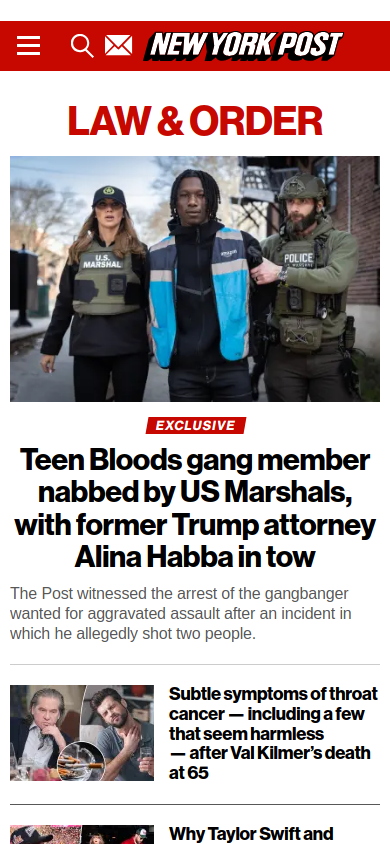 NEW YORK POST
LAW & ORDER
U.S.
MARSHAL
POLICE
EXCLUSIVE
Teen Bloods gang member
nabbed by US Marshals,
with former Trump attorney
Alina Habba in tow
The Post witnessed the arrest of the gangbanger
wanted for aggravated assault after an incident in
which he allegedly shot two people.
Subtle symptoms of throat
cancer — including a few
that seem harmless
— after Val Kilmer’s death
at 65
Why Taylor Swift and